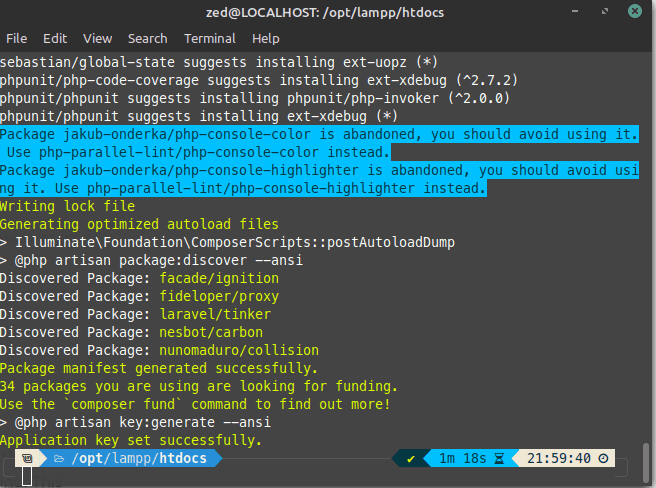 zed@LOCALHOST: /opt/lampp/htdocs
File Edit View Search Terminal Help
sebastian/global-state suggests installing ext-uopz (*)
phpunit/php-code-coverage suggests installing ext-xdebug (^2.7.2)
phpunit/phpunit suggests installing phpunit/php-invoker (^2.0.0)
phpunit/phpunit suggests installing ext-xdebug (*)
Package jakub-onderka/php-console-color is abandoned, you should avoid using it.
Use php-parallel-lint/php-console-color instead.
Package jakub-onderka/php-console-highlighter is abandoned, you should avoid usi
ng it. Use php-parallel-lint/php-console-highlighter instead.
Writing lock file
Generating optimized autoload files
> Illuminate\Foundation\ComposerScripts::postAutoloadDump
> @php artisan package:discover --ansi
Discovered Package: facade/ignition
Discovered Package: fideloper/proxy
Discovered Package: laravel/tinker
Discovered Package: nesbot/carbon
Discovered Package: nunomaduro/collision
Package manifest generated successfully.
34 packages you are using are looking for funding.
Use the `composer fund` command to find out more!
> @php artisan key:generate --ansi
Application key set successfully.
/opt/lampp/htdocs ✔ 1m 18s 21:59:40